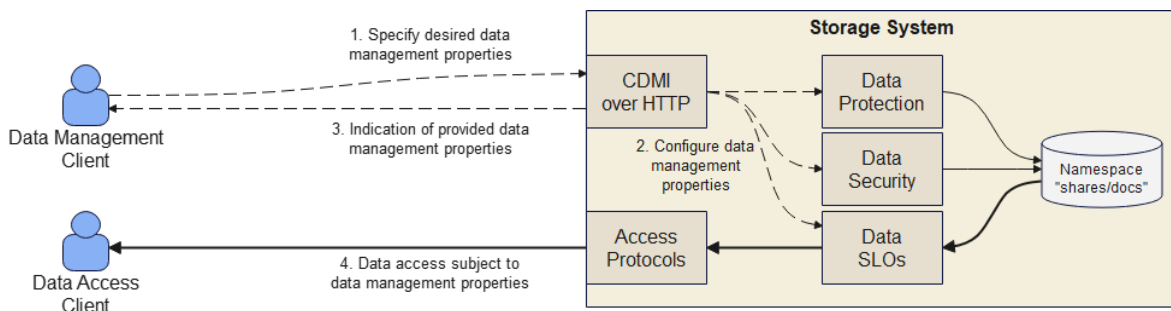 Storage System
1. Specify desired data
management properties
CDMI
over HTTP
Data
Protection
Data Management
Client
3. Indication of provided data
management properties
2. Configure data
management
properties
Data
Security
Namespace
"shares/docs"
Data Access
Client
4. Data access subject to
data management properties
Access
Protocols
Data
SLOs